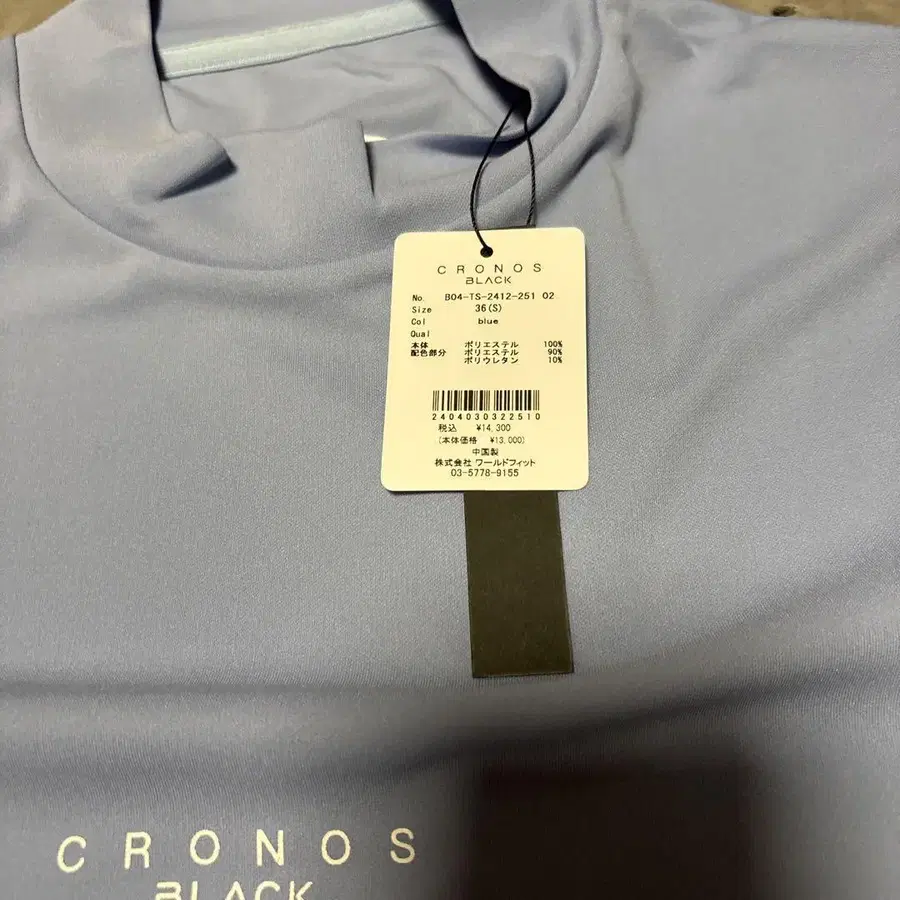 CRONOS
BLACK
No. B04-TS-2412-251 02
Size 36(S)
Col blue
Qual
本体 ポリエステル 100%
配色部分 ポリエステル 90%
ポリウレタン 10%
2404030322510
税込 ¥14,300
(本体価格 ¥13,000)
中国製
株式会社 ワールドフィット
03-5778-9155
CRONOS
BLACK